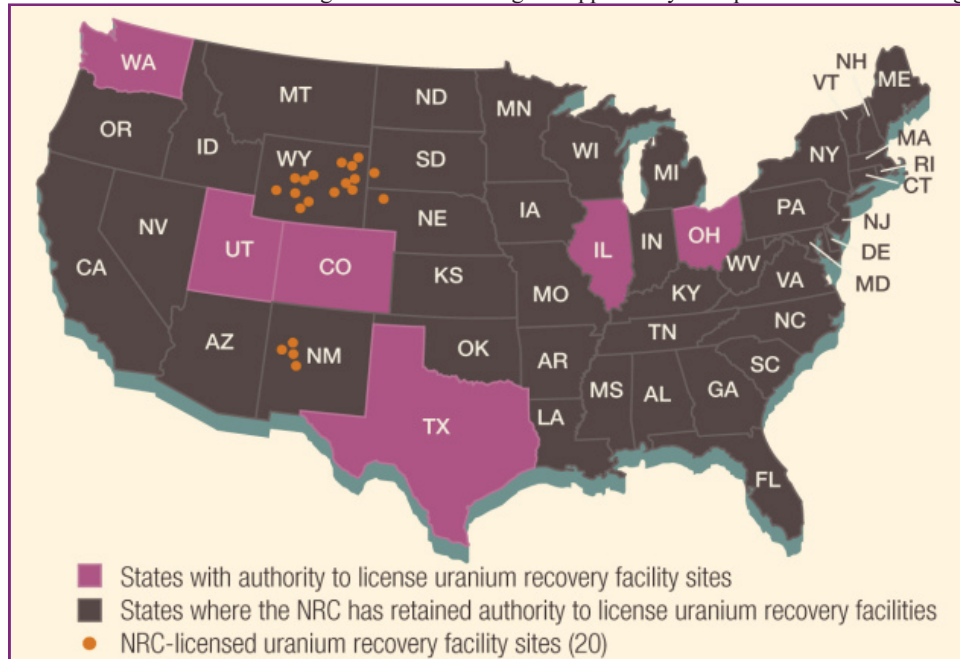 WA
MT
ND
MN
VT
NH
ME
OR
ID
WY
SD
WI
MI
NY
MA
RI
CT
NV
UT
CO
NE
IA
IL
IN
OH
PA
NJ
DE
MD
CA
KS
MO
KY
WV
VA
AZ
NM
OK
AR
TN
NC
SC
TX
LA
MS
AL
GA
FL
States with authority to license uranium recovery facility sites
States where the NRC has retained authority to license uranium recovery facilities
NRC-licensed uranium recovery facility sites (20)